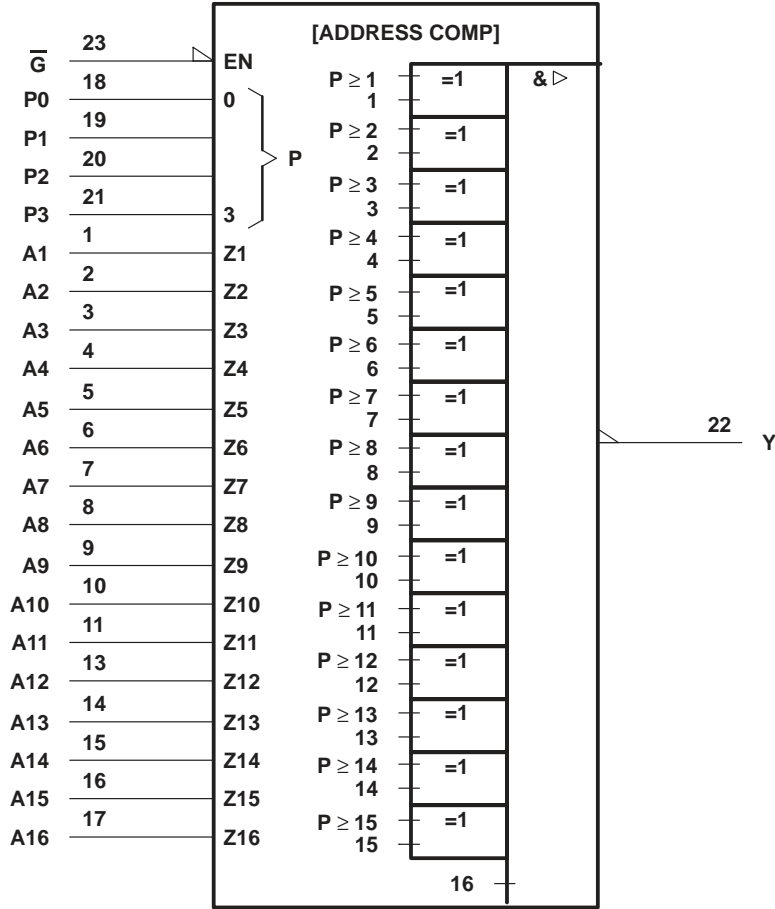 [ADDRESS COMP]
G̅ 23 EN
P0 18 0
P1 19
P2 20
P3 21 3
P
A1 1 Z1
A2 2 Z2
A3 3 Z3
A4 4 Z4
A5 5 Z5
A6 6 Z6
A7 7 Z7
A8 8 Z8
A9 9 Z9
A10 10 Z10
A11 11 Z11
A12 13 Z12
A13 14 Z13
A14 15 Z14
A15 16 Z15
A16 17 Z16
P ≥ 1 =1 & ▷
1
P ≥ 2 =1
2
P ≥ 3 =1
3
P ≥ 4 =1
4
P ≥ 5 =1
5
P ≥ 6 =1
6
P ≥ 7 =1
7
P ≥ 8 =1
8
P ≥ 9 =1
9
P ≥ 10 =1
10
P ≥ 11 =1
11
P ≥ 12 =1
12
P ≥ 13 =1
13
P ≥ 14 =1
14
P ≥ 15 =1
15
16
22 Y